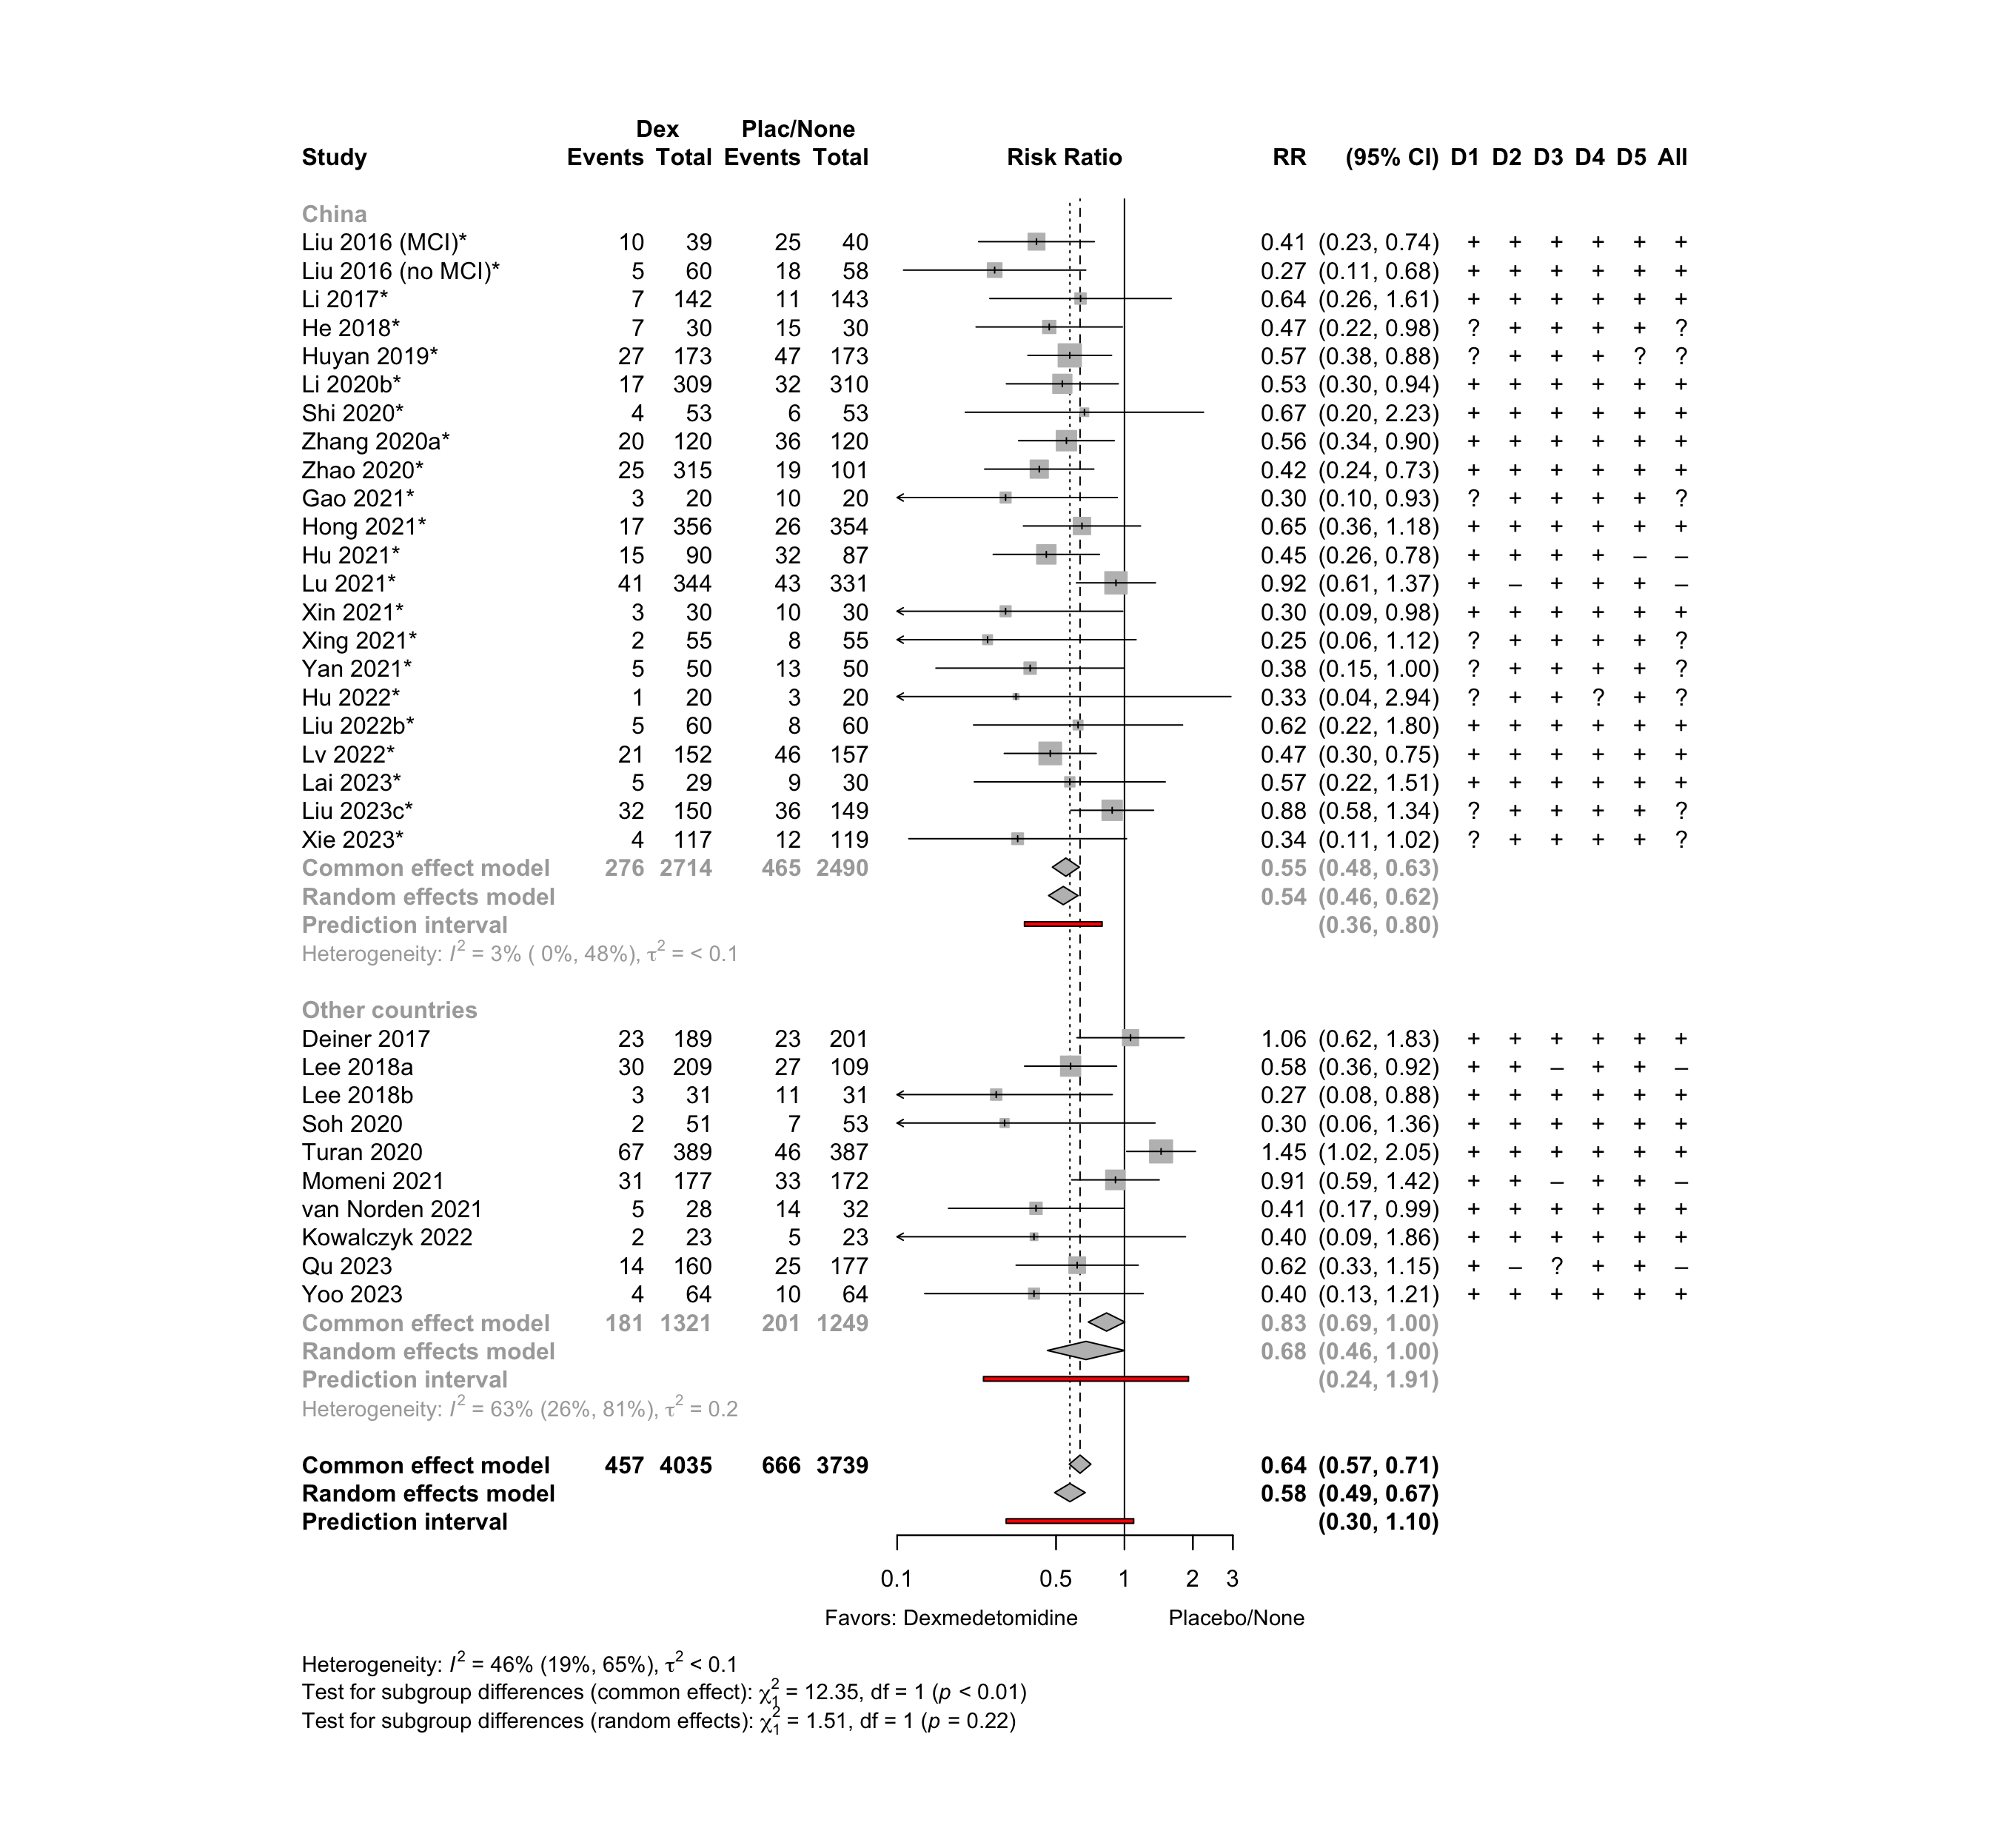 Dex Plac/None
Study Events Total Events Total Risk Ratio RR (95% CI) D1 D2 D3 D4 D5 All
China
Liu 2016 (MCI)* 10 39 25 40 0.41 (0.23, 0.74) + + + + + +
Liu 2016 (no MCI)* 5 60 18 58 0.27 (0.11, 0.68) + + + + + +
Li 2017* 7 142 11 143 0.64 (0.26, 1.61) + + + + + +
He 2018* 7 30 15 30 0.47 (0.22, 0.98) ? + + + + ?
Huyan 2019* 27 173 47 173 0.57 (0.38, 0.88) ? + + + ? ?
Li 2020b* 17 309 32 310 0.53 (0.30, 0.94) + + + + + +
Shi 2020* 4 53 6 53 0.67 (0.20, 2.23) + + + + + +
Zhang 2020a* 20 120 36 120 0.56 (0.34, 0.90) + + + + + +
Zhao 2020* 25 315 19 101 0.42 (0.24, 0.73) + + + + + +
Gao 2021* 3 20 10 20 0.30 (0.10, 0.93) ? + + + + ?
Hong 2021* 17 356 26 354 0.65 (0.36, 1.18) + + + + + +
Hu 2021* 15 90 32 87 0.45 (0.26, 0.78) + + + + – –
Lu 2021* 41 344 43 331 0.92 (0.61, 1.37) + – + + + –
Xin 2021* 3 30 10 30 0.30 (0.09, 0.98) + + + + + +
Xing 2021* 2 55 8 55 0.25 (0.06, 1.12) ? + + + + ?
Yan 2021* 5 50 13 50 0.38 (0.15, 1.00) ? + + + + ?
Hu 2022* 1 20 3 20 0.33 (0.04, 2.94) ? + + ? + ?
Liu 2022b* 5 60 8 60 0.62 (0.22, 1.80) + + + + + +
Lv 2022* 21 152 46 157 0.47 (0.30, 0.75) + + + + + +
Lai 2023* 5 29 9 30 0.57 (0.22, 1.51) + + + + + +
Liu 2023c* 32 150 36 149 0.88 (0.58, 1.34) ? + + + + ?
Xie 2023* 4 117 12 119 0.34 (0.11, 1.02) ? + + + + ?
Common effect model 276 2714 465 2490 0.55 (0.48, 0.63)
Random effects model 0.54 (0.46, 0.62)
Prediction interval (0.36, 0.80)
Heterogeneity: I² = 3% ( 0%, 48%), τ² = < 0.1
Other countries
Deiner 2017 23 189 23 201 1.06 (0.62, 1.83) + + + + + +
Lee 2018a 30 209 27 109 0.58 (0.36, 0.92) + + – + + –
Lee 2018b 3 31 11 31 0.27 (0.08, 0.88) + + + + + +
Soh 2020 2 51 7 53 0.30 (0.06, 1.36) + + + + + +
Turan 2020 67 389 46 387 1.45 (1.02, 2.05) + + + + + +
Momeni 2021 31 177 33 172 0.91 (0.59, 1.42) + + – + + –
van Norden 2021 5 28 14 32 0.41 (0.17, 0.99) + + + + + +
Kowalczyk 2022 2 23 5 23 0.40 (0.09, 1.86) + + + + + +
Qu 2023 14 160 25 177 0.62 (0.33, 1.15) + – ? + + –
Yoo 2023 4 64 10 64 0.40 (0.13, 1.21) + + + + + +
Common effect model 181 1321 201 1249 0.83 (0.69, 1.00)
Random effects model 0.68 (0.46, 1.00)
Prediction interval (0.24, 1.91)
Heterogeneity: I² = 63% (26%, 81%), τ² = 0.2
Common effect model 457 4035 666 3739 0.64 (0.57, 0.71)
Random effects model 0.58 (0.49, 0.67)
Prediction interval (0.30, 1.10)
0.1 0.5 1 2 3
Favors: Dexmedetomidine Placebo/None
Heterogeneity: I² = 46% (19%, 65%), τ² < 0.1
Test for subgroup differences (common effect): χ₁² = 12.35, df = 1 (p < 0.01)
Test for subgroup differences (random effects): χ₁² = 1.51, df = 1 (p = 0.22)